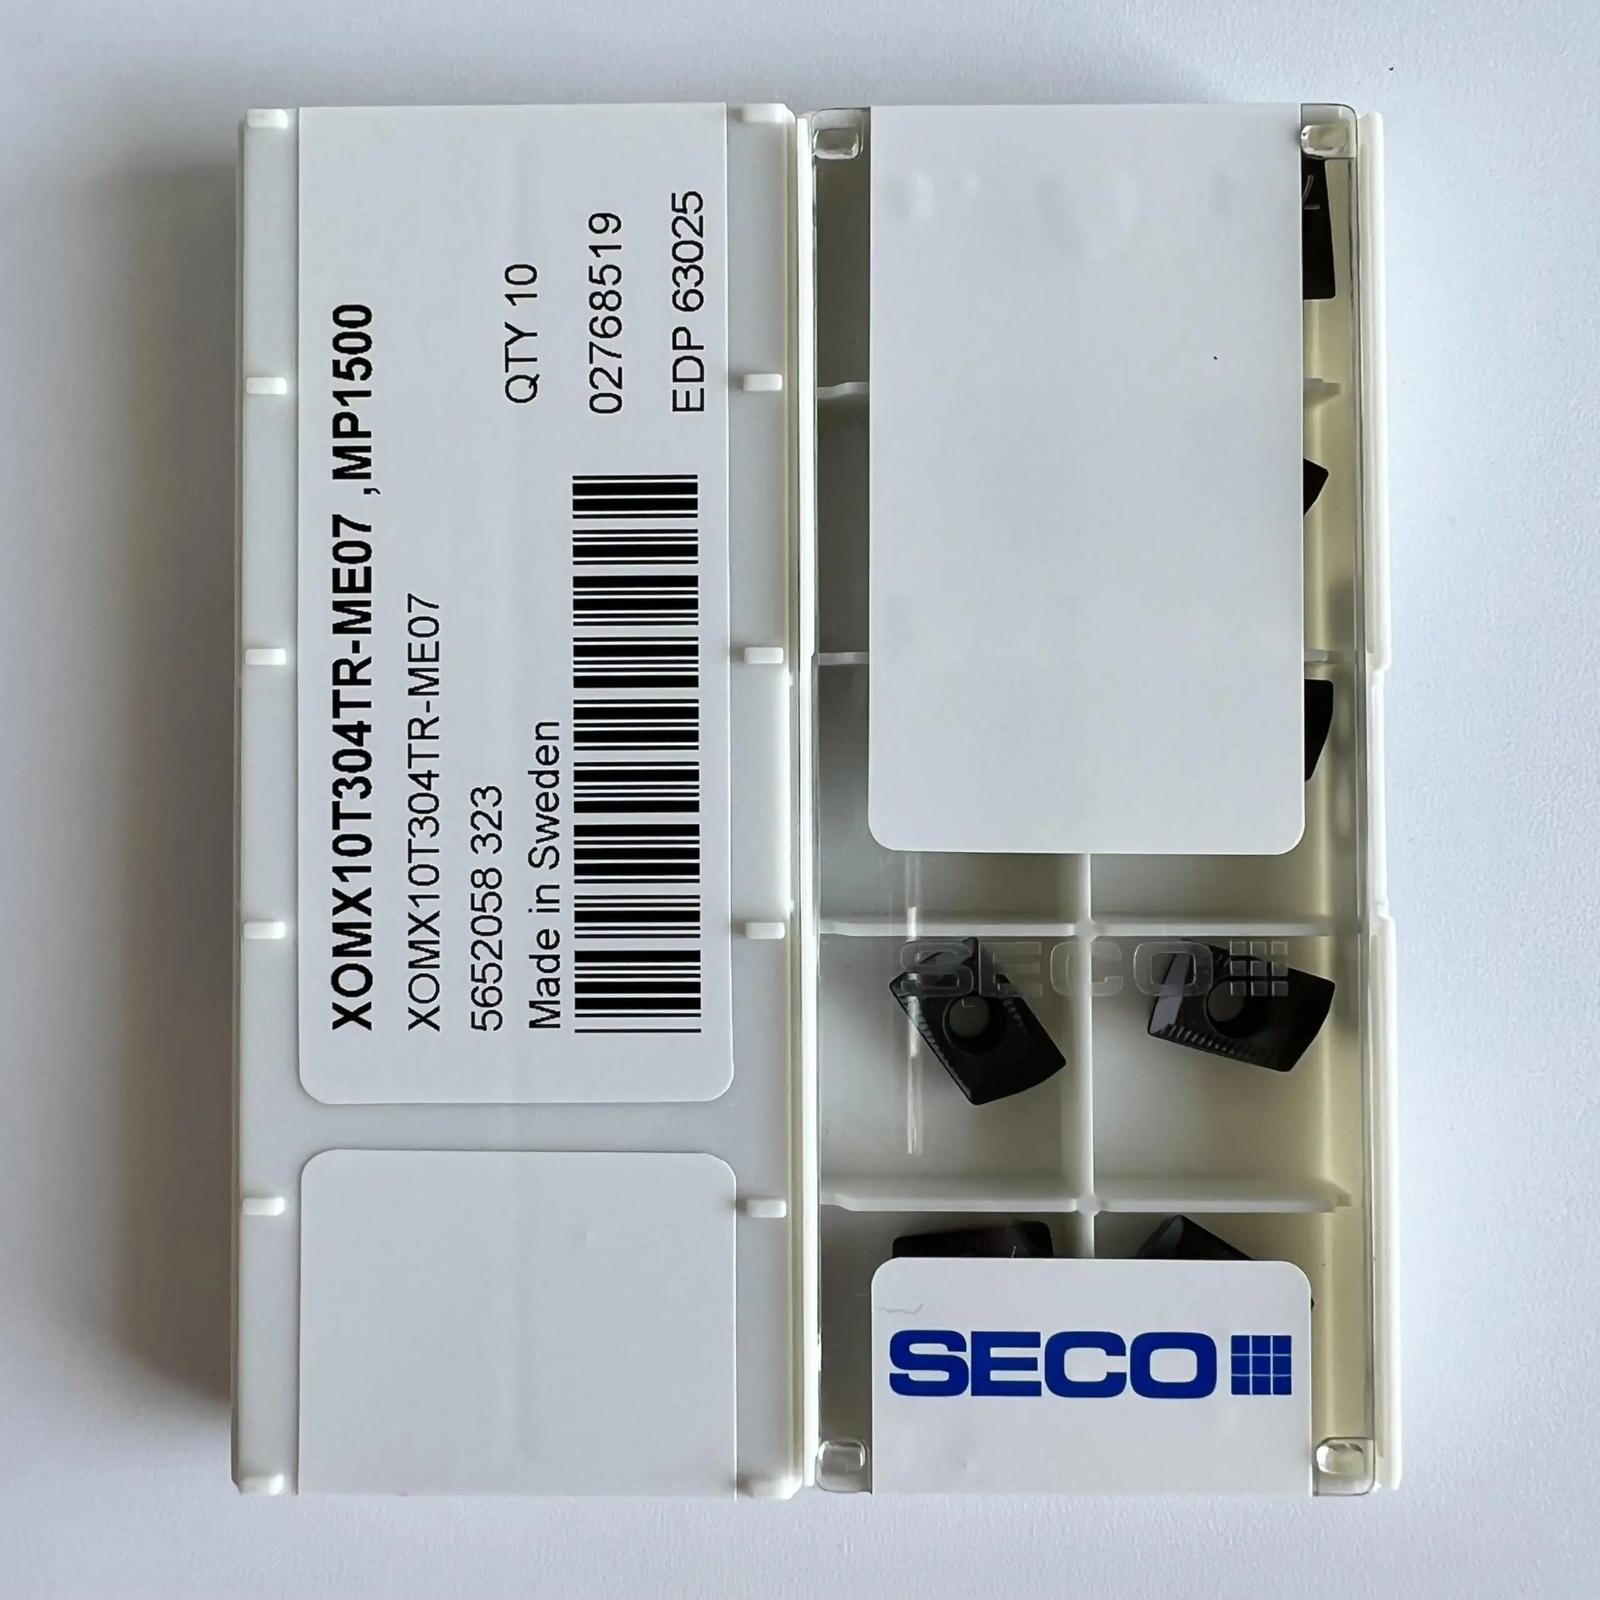 XOMX10T304TR-ME07 ,MP1500
XOMX10T304TR-ME07
5652058 323
QTY 10
Made in Sweden
02768519
EDP 63025
SECO
SECO